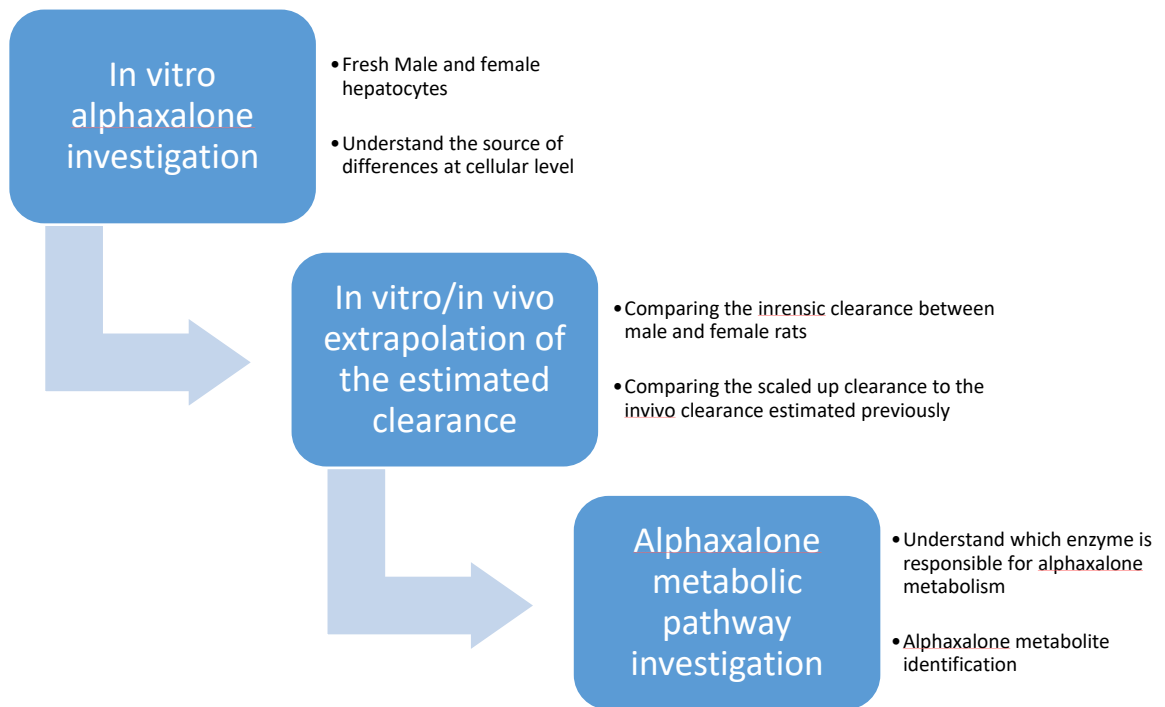 In vitro
alphaxalone
investigation
•Fresh Male and female
hepatocytes
•Understand the source of
differences at cellular level
In vitro/in vivo
extrapolation of
the estimated
clearance
•Comparing the inrensic clearance between
male and female rats
•Comparing the scaled up clearance to the
invivo clearance estimated previously
Alphaxalone
metabolic
pathway
investigation
•Understand which enzyme is
responsible for alphaxalone
metabolism
•Alphaxalone metabolite
identification